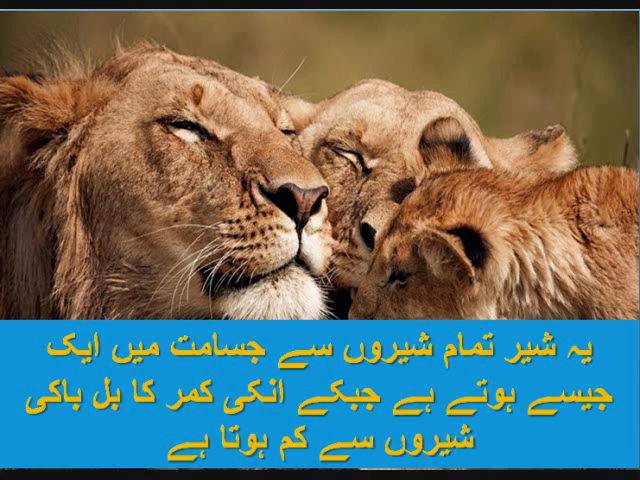 یہ شیر تمام شیروں سے جسامت میں ایک
جیسے ہوتے ہے جبکے انکی کمر کا بل باکی
شیروں سے کم ہوتا ہے